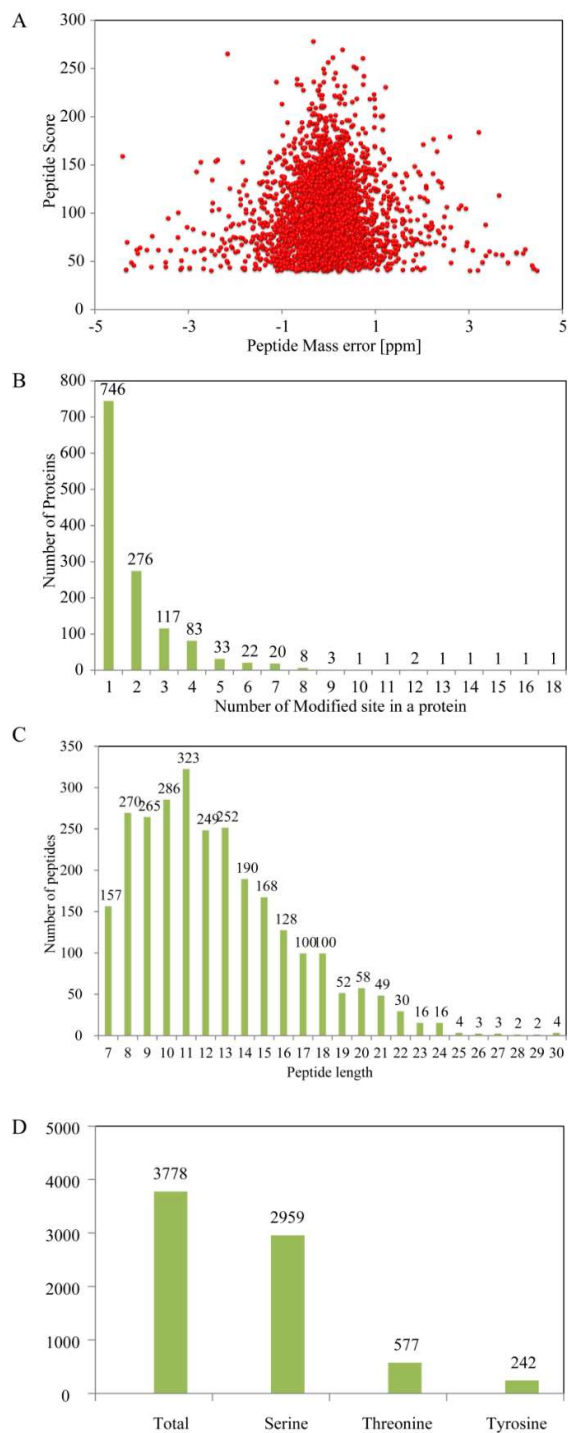 A
300
250
200
150
100
50
0
Peptide Score
-5 -3 -1 1 3 5
Peptide Mass error [ppm]
B
800
700
600
500
400
300
200
100
0
Number of Proteins
746 276 117 83 33 22 20 8 3 1 1 2 1 1 1 1 1
1 2 3 4 5 6 7 8 9 10 11 12 13 14 15 16 18
Number of Modified site in a protein
C
350
300
250
200
150
100
50
0
Number of peptides
157 270 265 286 323 249 252 190 168 128 100 100 52 58 49 30 16 16 4 3 3 2 2 4
7 8 9 10 11 12 13 14 15 16 17 18 19 20 21 22 23 24 25 26 27 28 29 30
Peptide length
D
5000
4000
3000
2000
1000
0
3778 2959 577 242
Total Serine Threonine Tyrosine